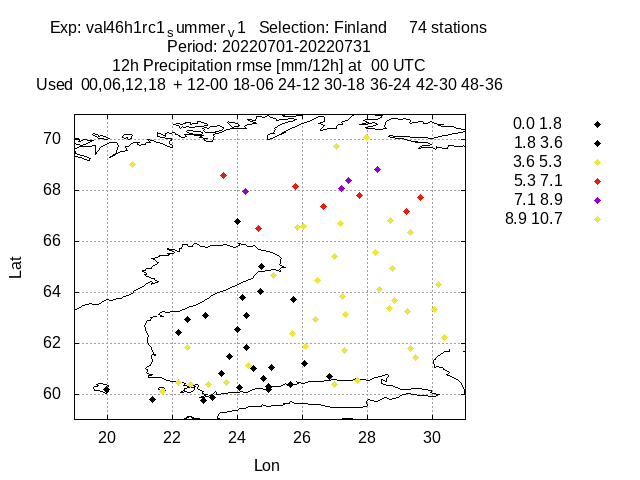 Exp: val46h1rc1summerv1 Selection: Finland 74 stations
Period: 20220701-20220731
12h Precipitation rmse [mm/12h] at 00 UTC
Used 00,06,12,18 + 12-00 18-06 24-12 30-18 36-24 42-30 48-36
0.0 1.8
1.8 3.6
3.6 5.3
5.3 7.1
7.1 8.9
8.9 10.7
70
68
66
64
62
60
Lat
20 22 24 26 28 30
Lon